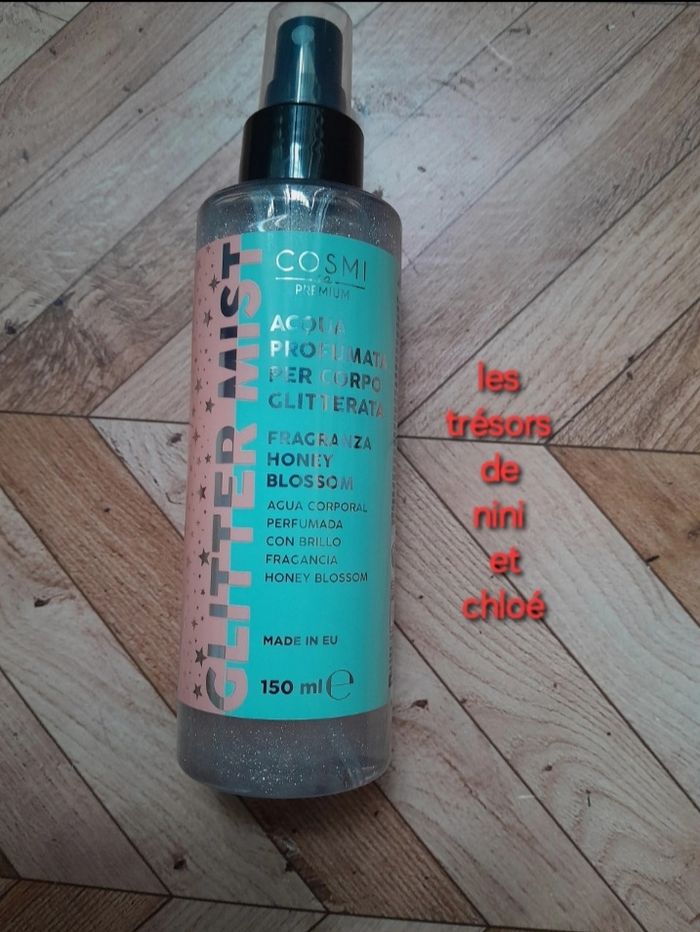 COSMI
PREMIUM
ACQUA
PROFUMATA
PER CORPO
GLITTERATA
FRAGRANZA
HONEY
BLOSSOM
AGUA CORPORAL
PERFUMADA
CON BRILLO
FRAGANCIA
HONEY BLOSSOM
MADE IN EU
150 ml e
GLITTER MIST
les
trésors
de
nini
et
chloé